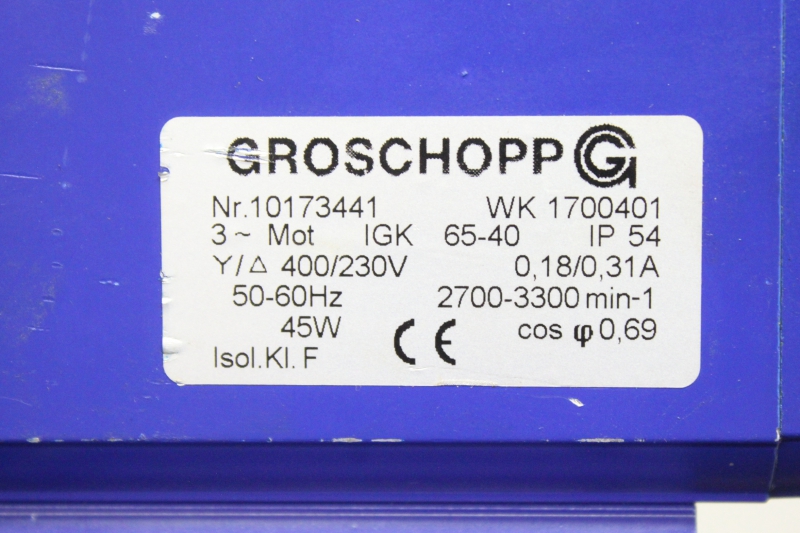 GROSCHOPP G
Nr.10173441 WK 1700401
3~ Mot IGK 65-40 IP 54
Y/Δ 400/230V 0,18/0,31A
50-60Hz 2700-3300 min-1
45W CE cos φ 0,69
Isol.Kl. F